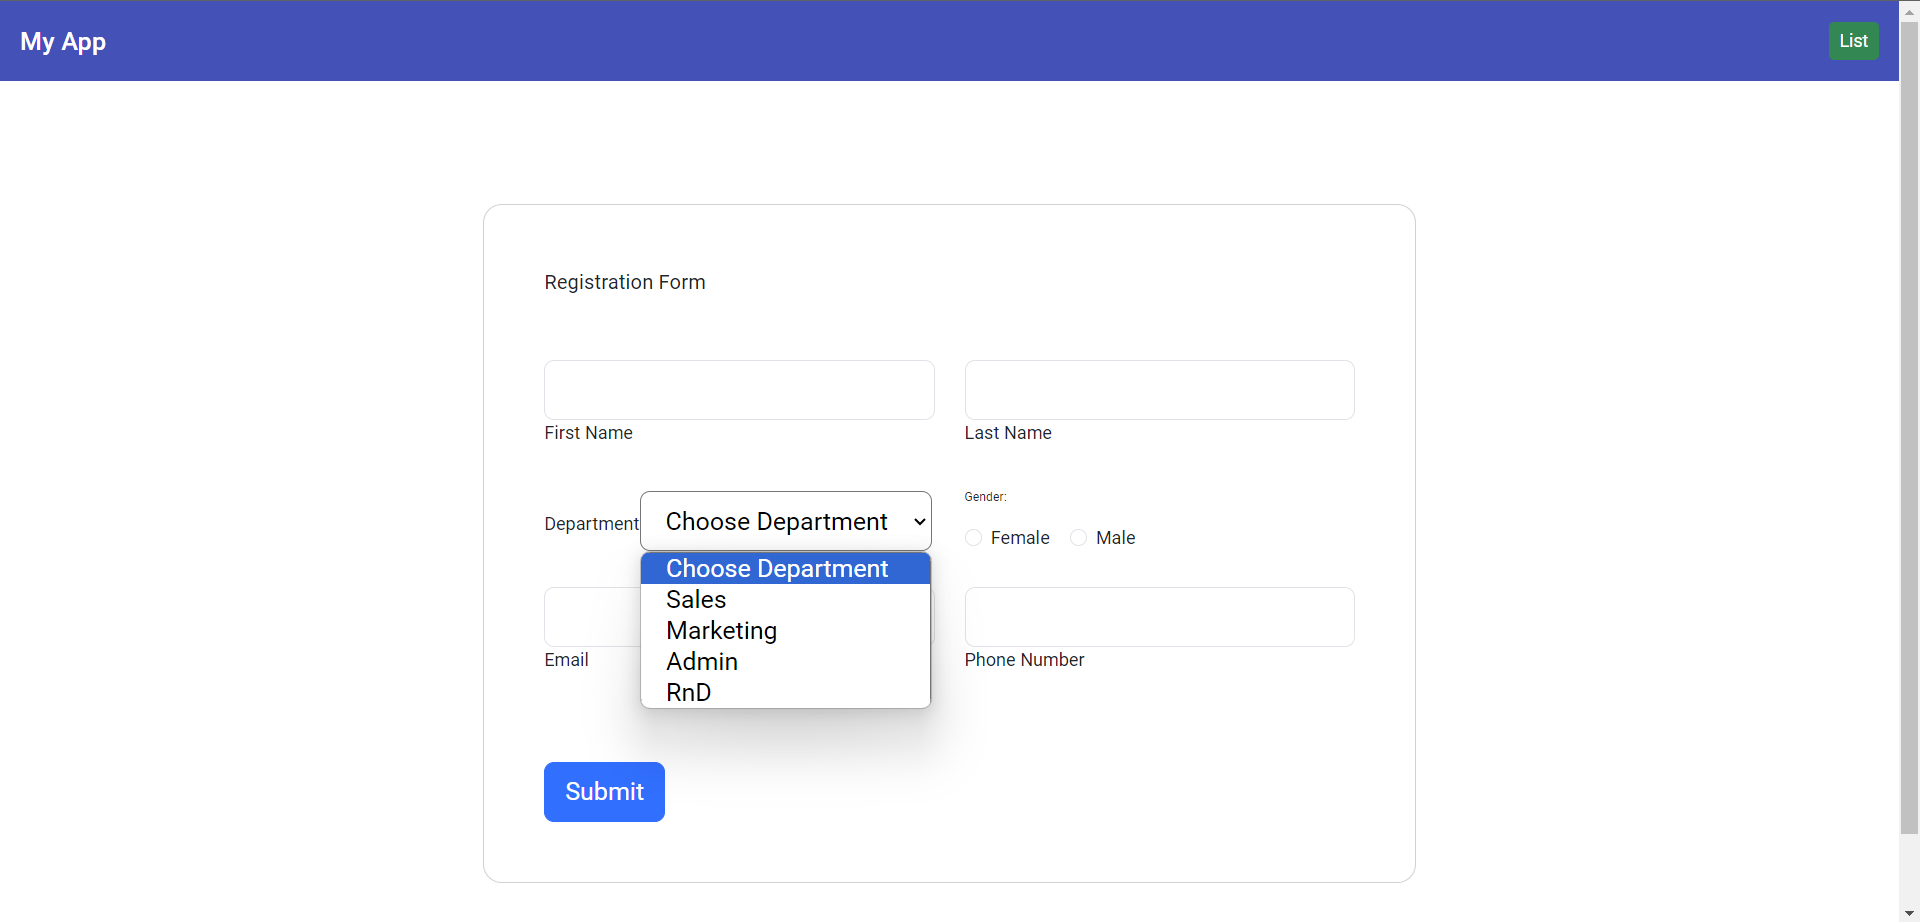 My App
List
Registration Form
First Name
Last Name
Department
Choose Department
Gender:
Female
Male
Choose Department
Sales
Marketing
Admin
RnD
Email
Phone Number
Submit